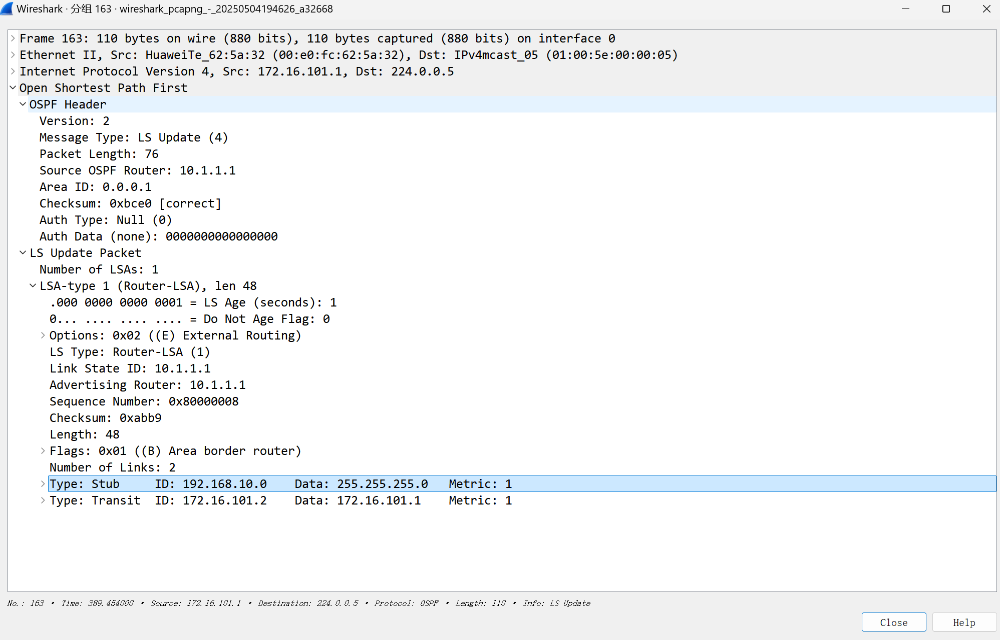 Wireshark · 分组 163 · wireshark_pcapng_-_20250504194626_a32668
Frame 163: 110 bytes on wire (880 bits), 110 bytes captured (880 bits) on interface 0
Ethernet II, Src: HuaweiTe_62:5a:32 (00:e0:fc:62:5a:32), Dst: IPv4mcast_05 (01:00:5e:00:00:05)
Internet Protocol Version 4, Src: 172.16.101.1, Dst: 224.0.0.5
Open Shortest Path First
OSPF Header
Version: 2
Message Type: LS Update (4)
Packet Length: 76
Source OSPF Router: 10.1.1.1
Area ID: 0.0.0.1
Checksum: 0xbce0 [correct]
Auth Type: Null (0)
Auth Data (none): 0000000000000000
LS Update Packet
Number of LSAs: 1
LSA-type 1 (Router-LSA), len 48
.000 0000 0000 0001 = LS Age (seconds): 1
0... .... .... .... = Do Not Age Flag: 0
Options: 0x02 ((E) External Routing)
LS Type: Router-LSA (1)
Link State ID: 10.1.1.1
Advertising Router: 10.1.1.1
Sequence Number: 0x80000008
Checksum: 0xabb9
Length: 48
Flags: 0x01 ((B) Area border router)
Number of Links: 2
Type: Stub     ID: 192.168.10.0    Data: 255.255.255.0   Metric: 1
Type: Transit  ID: 172.16.101.2    Data: 172.16.101.1    Metric: 1
No.: 163 · Time: 389.454000 · Source: 172.16.101.1 · Destination: 224.0.0.5 · Protocol: OSPF · Length: 110 · Info: LS Update
Close
Help